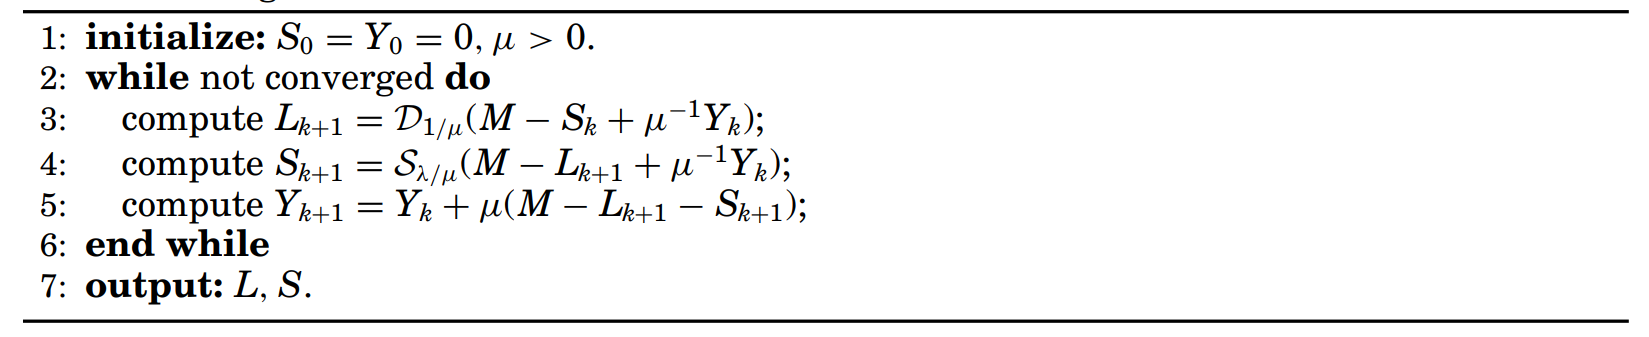 1: initialize: S₀ = Y₀ = 0, μ > 0.
2: while not converged do
3: compute Lₖ₊₁ = 𝒟₁/μ(M − Sₖ + μ⁻¹Yₖ);
4: compute Sₖ₊₁ = 𝒮λ/μ(M − Lₖ₊₁ + μ⁻¹Yₖ);
5: compute Yₖ₊₁ = Yₖ + μ(M − Lₖ₊₁ − Sₖ₊₁);
6: end while
7: output: L, S.